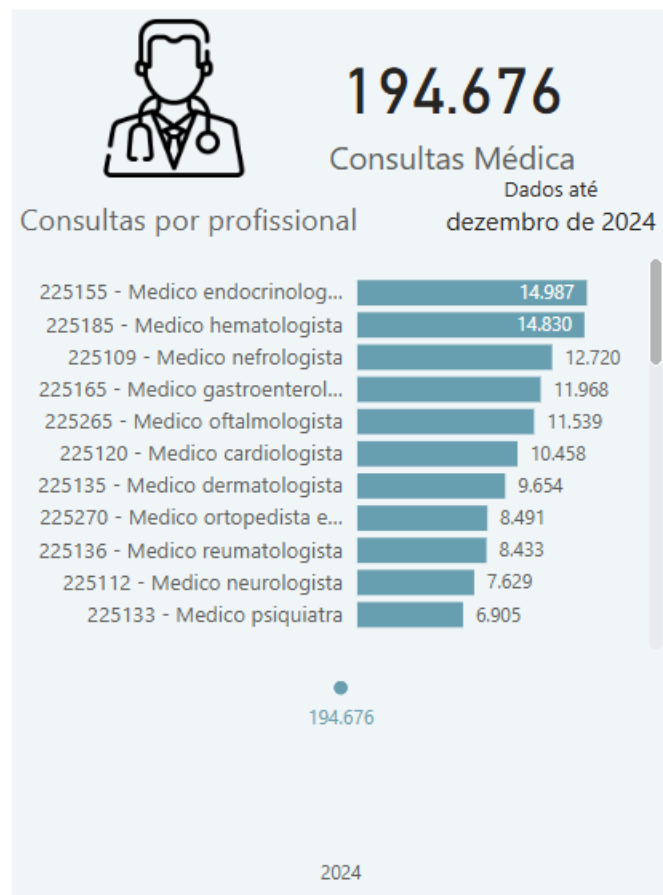 194.676
Consultas Médica
Dados até
Consultas por profissional dezembro de 2024
225155 - Medico endocrinolog... 14.987
225185 - Medico hematologista 14.830
225109 - Medico nefrologista 12.720
225165 - Medico gastroenterol... 11.968
225265 - Medico oftalmologista 11.539
225120 - Medico cardiologista 10.458
225135 - Medico dermatologista 9.654
225270 - Medico ortopedista e... 8.491
225136 - Medico reumatologista 8.433
225112 - Medico neurologista 7.629
225133 - Medico psiquiatra 6.905
194.676
2024